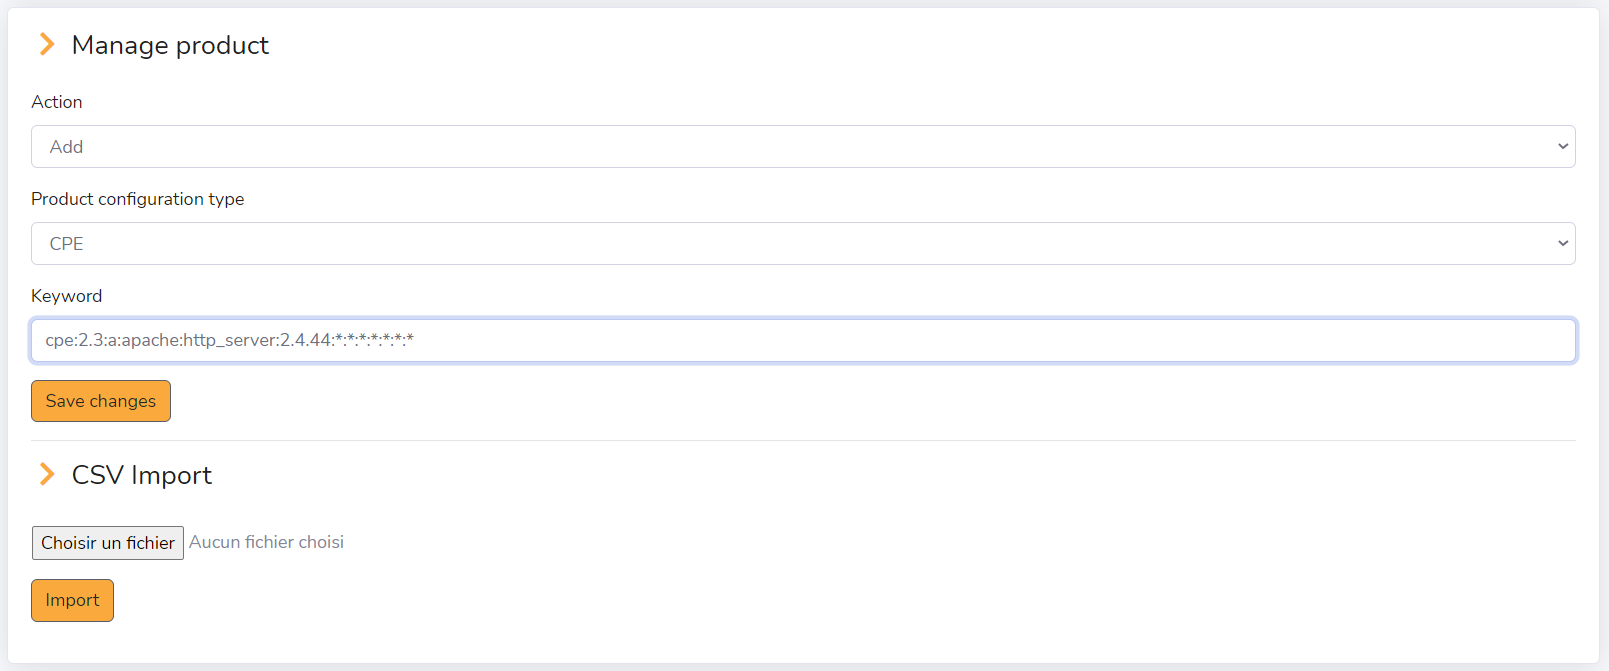 Manage product
Action
Add
Product configuration type
CPE
Keyword
cpe:2.3:a:apache:http_server:2.4.44:*:*:*:*:*:*:*
Save changes
CSV Import
Choisir un fichier Aucun fichier choisi
Import